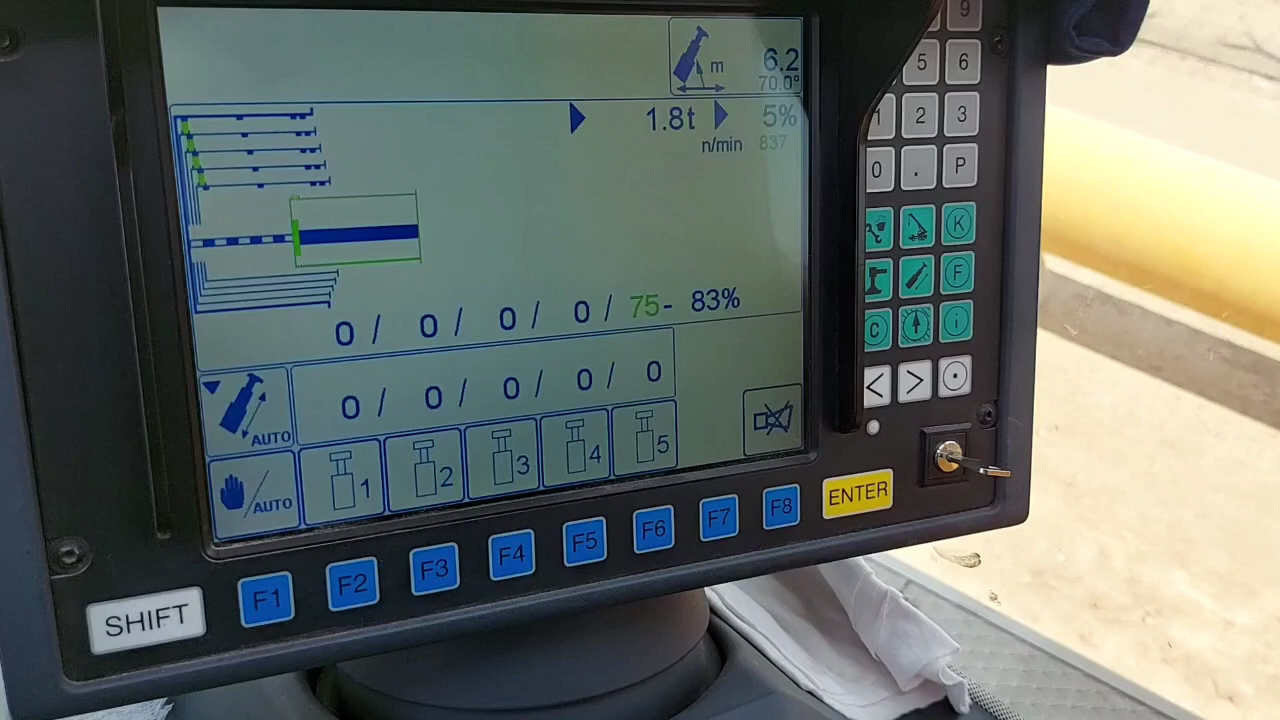 m 6.2
70.0°
1.8t 5%
n/min 837
0 / 0 / 0 / 0 / 75- 83%
0 / 0 / 0 / 0 / 0
AUTO
/AUTO 1 2 3 4 5
SHIFT F1 F2 F3 F4 F5 F6 F7 F8 ENTER
9
5 6
1 2 3
0 . P
K
F
C i
< >